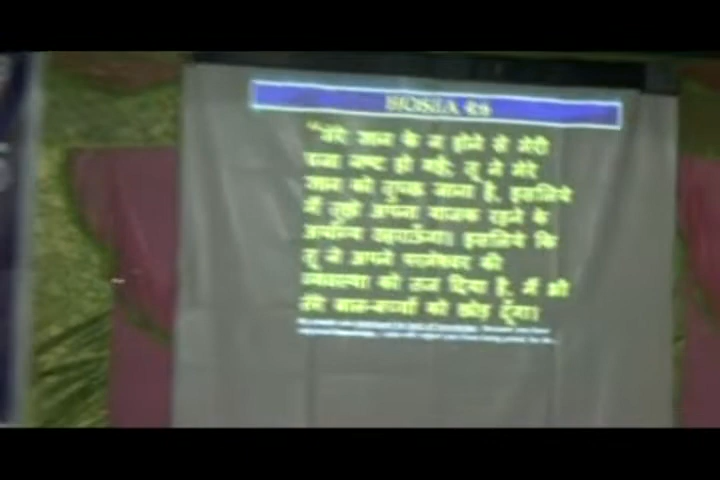 HOSEA 4:6
"मेरे ज्ञान के न होने से मेरी
प्रजा नष्ट हो गई; तू ने मेरे
ज्ञान को तुच्छ जाना है, इसलिये
मैं तुझे अपना याजक रहने के
अयोग्य ठहराऊँगा। इसलिये कि
तू ने अपने परमेश्वर की
व्यवस्था को तज दिया है, मैं भी
तेरे बाल-बच्चों को छोड़ दूँगा।